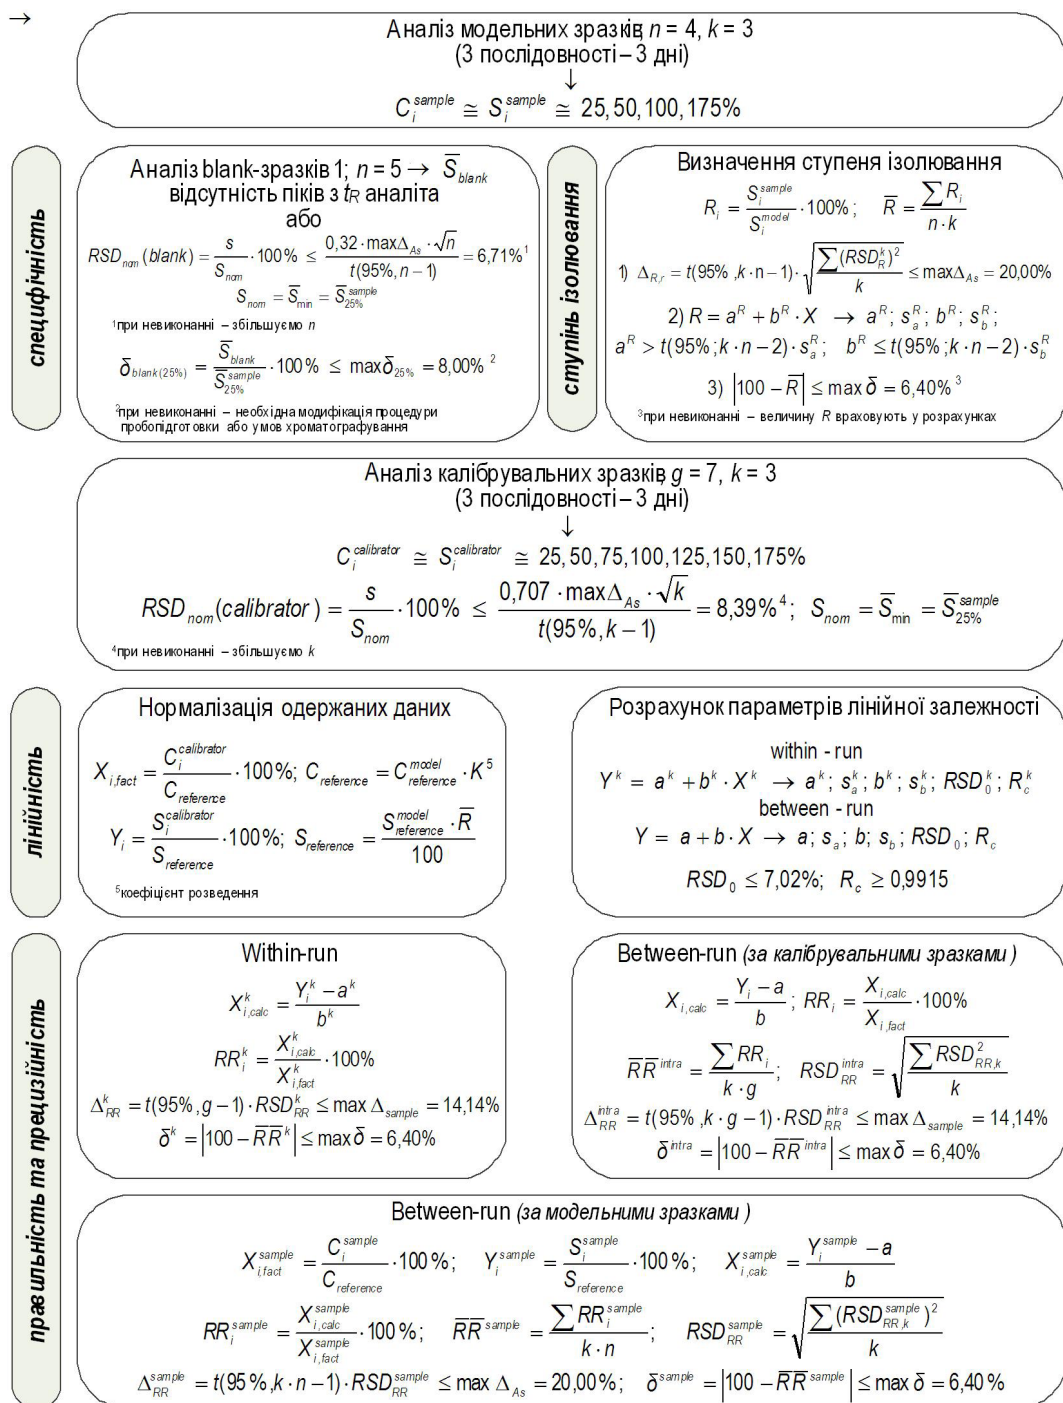 →
Аналіз модельних зразків, n = 4, k = 3
(3 послідовності – 3 дні)
↓
C_i^sample ≅ S_i^sample ≅ 25, 50, 100, 175%
специфічність
Аналіз blank-зразків 1; n = 5 → S̅_blank
відсутність піків з t_R аналіта
або
RSD_nom(blank) = s / S_nom · 100% ≤ 0,32 · maxΔ_As · √n / t(95%, n−1) = 6,71%¹
S_nom = S̅_min = S̅_25%^sample
¹при невиконанні – збільшуємо n
δ_blank(25%) = S̅_blank / S̅_25%^sample · 100% ≤ maxδ_25% = 8,00% ²
²при невиконанні – необхідна модифікація процедури
пробопідготовки або умов хроматографування
ступінь ізолювання
Визначення ступеня ізолювання
R_i = S_i^sample / S_i^model · 100%; R̅ = ∑R_i / n·k
1) Δ_R,r = t(95%, k·n−1) · √(∑(RSD_R^k)² / k) ≤ maxΔ_As = 20,00%
2) R = a^R + b^R · X → a^R; s_a^R; b^R; s_b^R;
a^R > t(95%; k·n−2) · s_a^R; b^R ≤ t(95%; k·n−2) · s_b^R
3) |100 − R̅| ≤ max δ = 6,40% ³
³при невиконанні – величину R враховують у розрахунках
Аналіз калібрувальних зразків, g = 7, k = 3
(3 послідовності – 3 дні)
↓
C_i^calibrator ≅ S_i^calibrator ≅ 25, 50, 75, 100, 125, 150, 175%
RSD_nom(calibrator) = s / S_nom · 100% ≤ 0,707 · maxΔ_As · √k / t(95%, k−1) = 8,39%⁴; S_nom = S̅_min = S̅_25%^sample
⁴при невиконанні – збільшуємо k
лінійність
Нормалізація одержаних даних
X_i,fact = C_i^calibrator / C_reference · 100%; C_reference = C_reference^model · K⁵
Y_i = S_i^calibrator / S_reference · 100%; S_reference = S_reference^model · R̅ / 100
⁵коефіцієнт розведення
Розрахунок параметрів лінійної залежності
within - run
Y^k = a^k + b^k · X^k → a^k; s_a^k; b^k; s_b^k; RSD_0^k; R_c^k
between - run
Y = a + b · X → a; s_a; b; s_b; RSD_0; R_c
RSD_0 ≤ 7,02%; R_c ≥ 0,9915
правильність та прецизійність
Within-run
X_i,calc^k = Y_i^k − a^k / b^k
RR_i^k = X_i,calc^k / X_i,fact^k · 100%
Δ_RR^k = t(95%, g−1) · RSD_RR^k ≤ max Δ_sample = 14,14%
δ^k = |100 − R̅R̅^k| ≤ max δ = 6,40%
Between-run (за калібрувальними зразками)
X_i,calc = Y_i − a / b; RR_i = X_i,calc / X_i,fact · 100%
R̅R̅^intra = ∑RR_i / k·g; RSD_RR^intra = √(∑RSD_RR,k² / k)
Δ_RR^intra = t(95%, k·g−1) · RSD_RR^intra ≤ max Δ_sample = 14,14%
δ^intra = |100 − R̅R̅^intra| ≤ max δ = 6,40%
Between-run (за модельними зразками)
X_i,fact^sample = C_i^sample / C_reference · 100%; Y_i^sample = S_i^sample / S_reference · 100%; X_i,calc^sample = Y_i^sample − a / b
RR_i^sample = X_i,calc^sample / X_i,fact^sample · 100%; R̅R̅^sample = ∑RR_i^sample / k·n; RSD_RR^sample = √(∑(RSD_RR,k^sample)² / k)
Δ_RR^sample = t(95%, k·n−1) · RSD_RR^sample ≤ max Δ_As = 20,00%; δ^sample = |100 − R̅R̅^sample| ≤ max δ = 6,40%